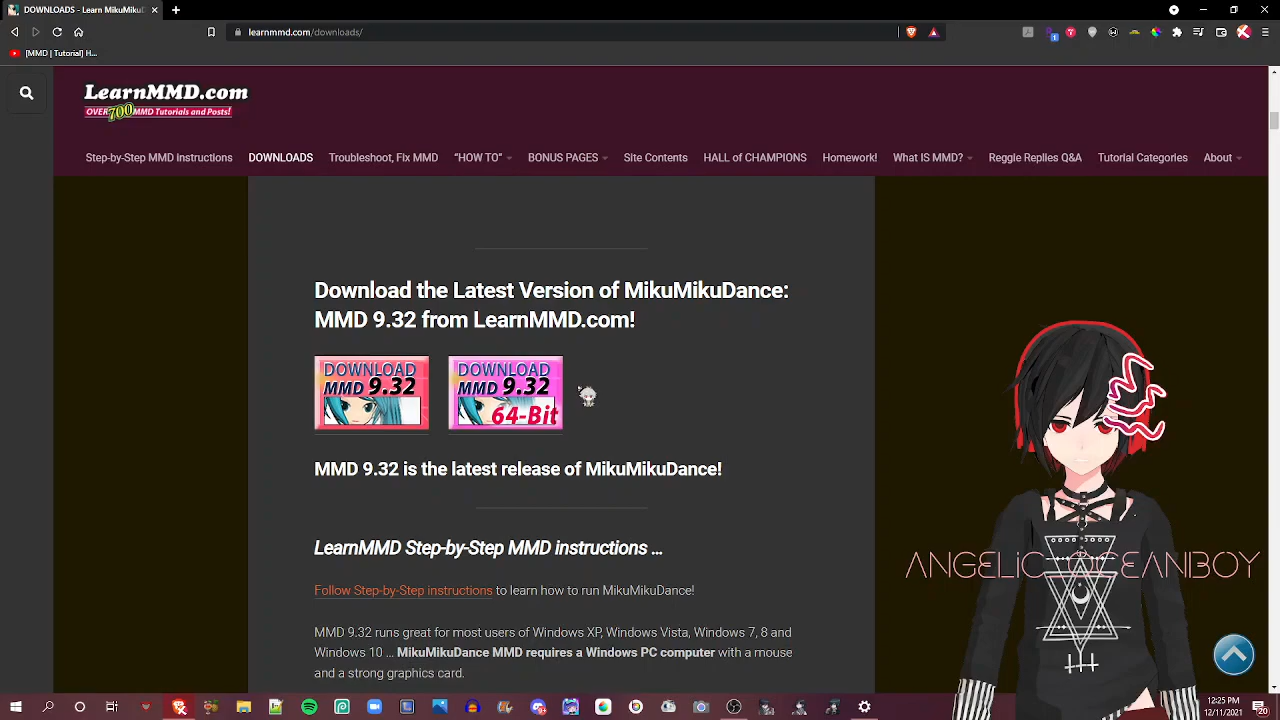 DOWNLOADS - Learn MikuMikuD
learnmmd.com/downloads/
[MMD | Tutorial] H...
LearnMMD.com
OVER 700 MMD Tutorials and Posts!
Step-by-Step MMD Instructions DOWNLOADS Troubleshoot, Fix MMD "HOW TO" BONUS PAGES Site Contents HALL of CHAMPIONS Homework! What IS MMD? Reggie Replies Q&A Tutorial Categories About
Download the Latest Version of MikuMikuDance:
MMD 9.32 from LearnMMD.com!
DOWNLOAD
MMD 9.32
DOWNLOAD
MMD 9.32
64-Bit
MMD 9.32 is the latest release of MikuMikuDance!
LearnMMD Step-by-Step MMD instructions ...
Follow Step-by-Step instructions to learn how to run MikuMikuDance!
MMD 9.32 runs great for most users of Windows XP, Windows Vista, Windows 7, 8 and
Windows 10 ... MikuMikuDance MMD requires a Windows PC computer with a mouse
and a strong graphics card.
ANGELiC OCEANBOY
12:25 PM
12/11/2021
20